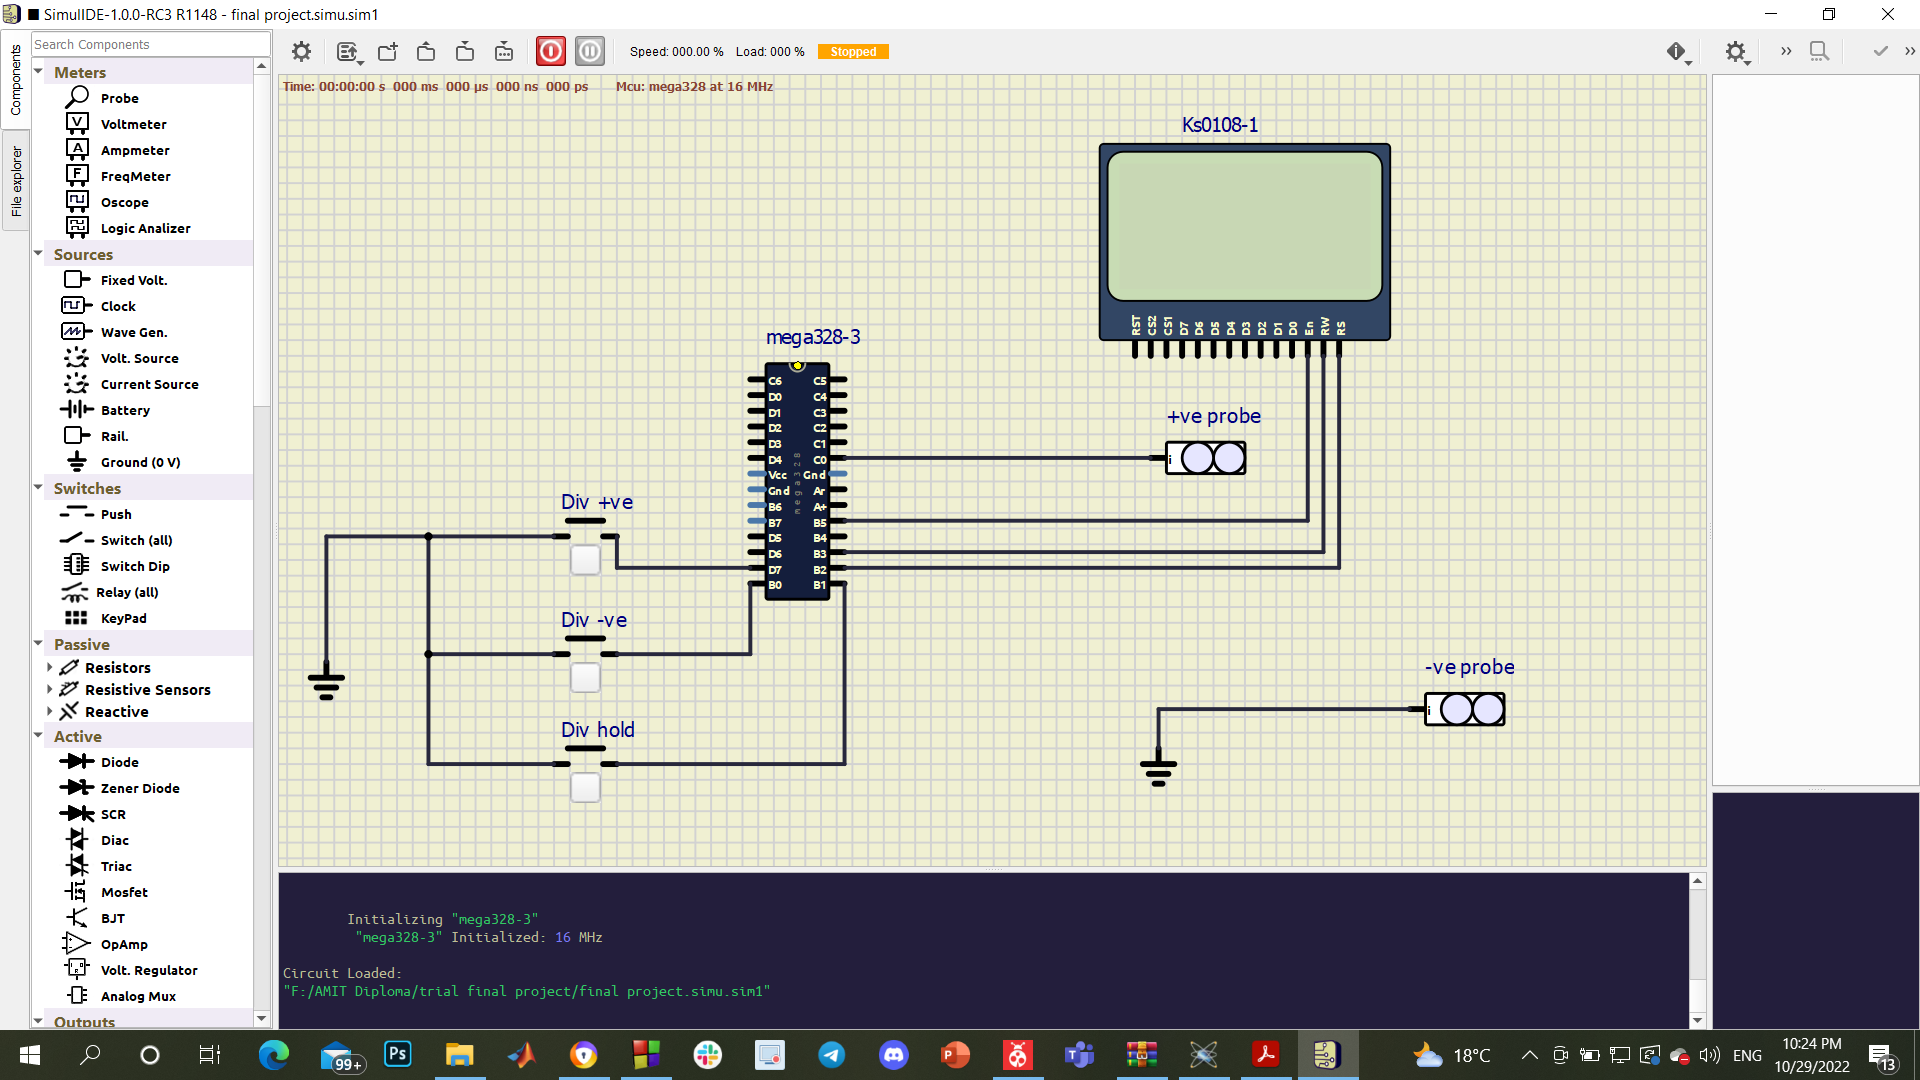 SimulIDE-1.0.0-RC3 R1148 - final project.simu.sim1
Components
File explorer
Search Components
Meters
Probe
Voltmeter
Ampmeter
FreqMeter
Oscope
Logic Analizer
Sources
Fixed Volt.
Clock
Wave Gen.
Volt. Source
Current Source
Battery
Rail.
Ground (0 V)
Switches
Push
Switch (all)
Switch Dip
Relay (all)
KeyPad
Passive
Resistors
Resistive Sensors
Reactive
Active
Diode
Zener Diode
SCR
Diac
Triac
Mosfet
BJT
OpAmp
Volt. Regulator
Analog Mux
Outputs
Speed: 000.00 % Load: 000 % Stopped
Time: 00:00:00 s 000 ms 000 µs 000 ns 000 ps Mcu: mega328 at 16 MHz
Ks0108-1
RST CS2 CS1 D7 D6 D5 D4 D3 D2 D1 D0 En RW RS
mega328-3
C6 C5
D0 C4
D1 C3
D2 C2
D3 C1
D4 C0
Vcc Gnd
Gnd Ar
B6 A+
B7 B5
D5 B4
D6 B3
D7 B2
B0 B1
mega328
+ve probe
i
Div +ve
Div -ve
Div hold
-ve probe
i
Initializing "mega328-3"
"mega328-3" Initialized: 16 MHz
Circuit Loaded:
"F:/AMIT Diploma/trial final project/final project.simu.sim1"
99+
Ps
18°C
ENG
10:24 PM
10/29/2022
13